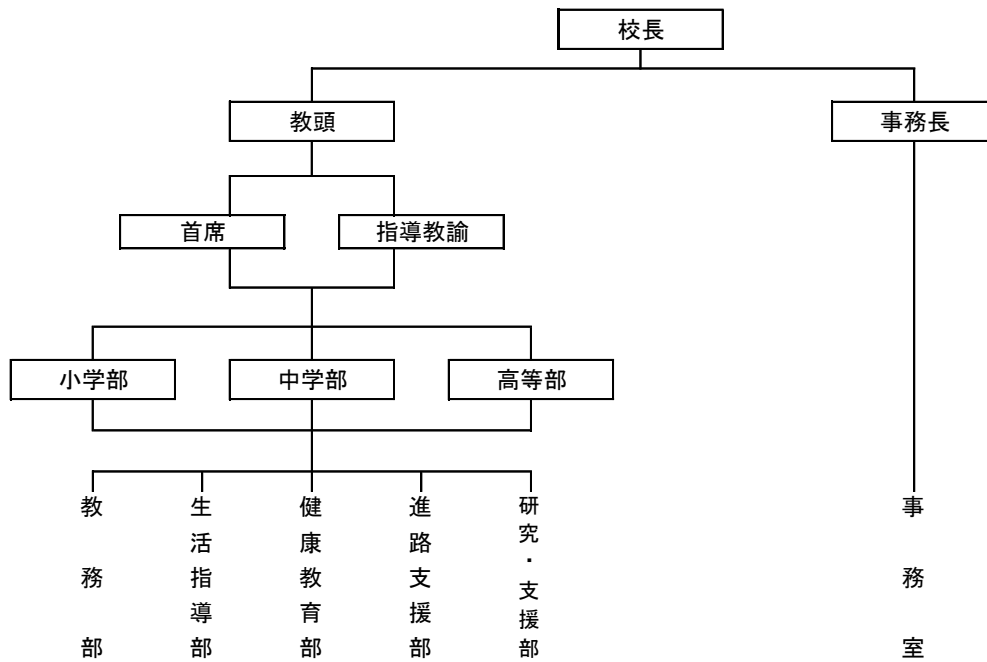 校長
教頭
事務長
首席
指導教諭
小学部
中学部
高等部
教務部
生活指導部
健康教育部
進路支援部
研究・支援部
事務室